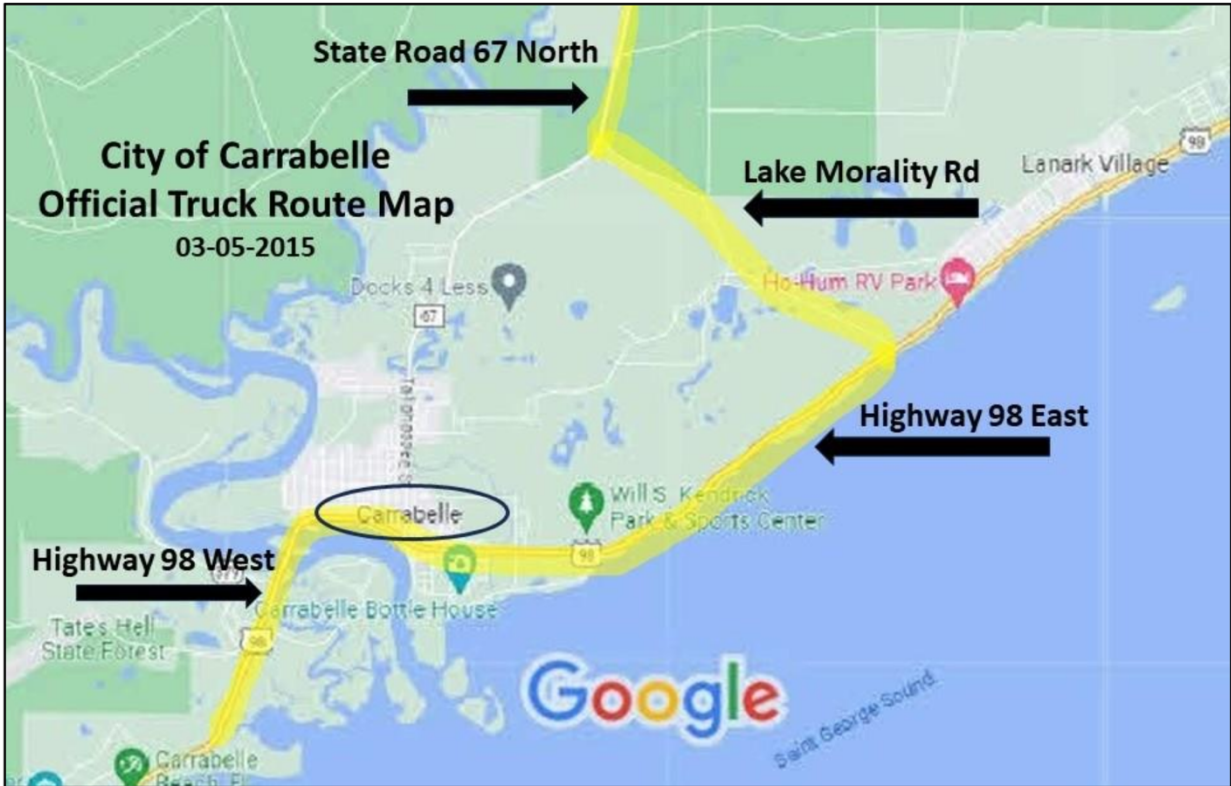 State Road 67 North
City of Carrabelle
Official Truck Route Map
03-05-2015
Lake Morality Rd
98
Lanark Village
Docks 4 Less
Ho-Hum RV Park
67
Highway 98 East
Will S. Kendrick
Park & Sports Center
Carrabelle
98
Highway 98 West
Carrabelle Bottle House
Tate's Hell
State Forest
98
Google
Saint George Sound
Carrabelle
Beach, FL